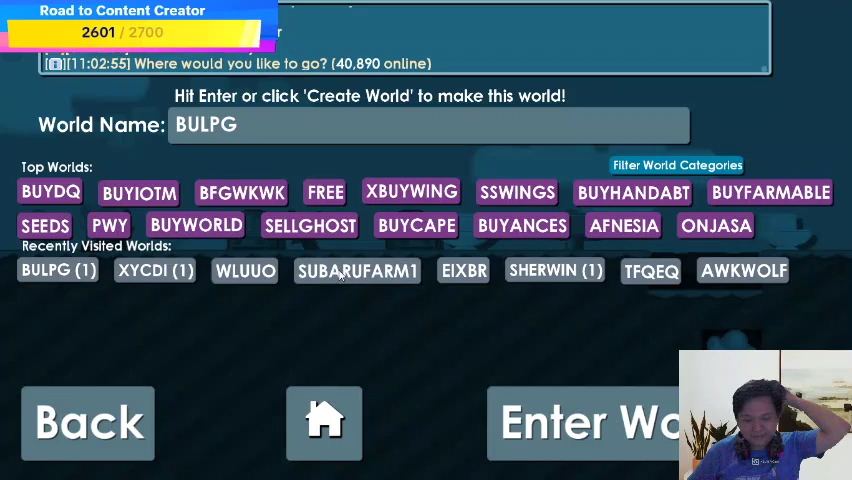 Road to Content Creator
2601 / 2700
[11:02:55] Where would you like to go? (40,890 online)
Hit Enter or click 'Create World' to make this world!
World Name: BULPG
Top Worlds:
Filter World Categories
BUYDQ BUYIOTM BFGWKWK FREE XBUYWING SSWINGS BUYHANDABT BUYFARMABLE
SEEDS PWY BUYWORLD SELLGHOST BUYCAPE BUYANCES AFNESIA ONJASA
Recently Visited Worlds:
BULPG (1) XYCDI (1) WLUUO SUBARUFARM1 EIXBR SHERWIN (1) TFQEQ AWKWOLF
Back Enter Wo